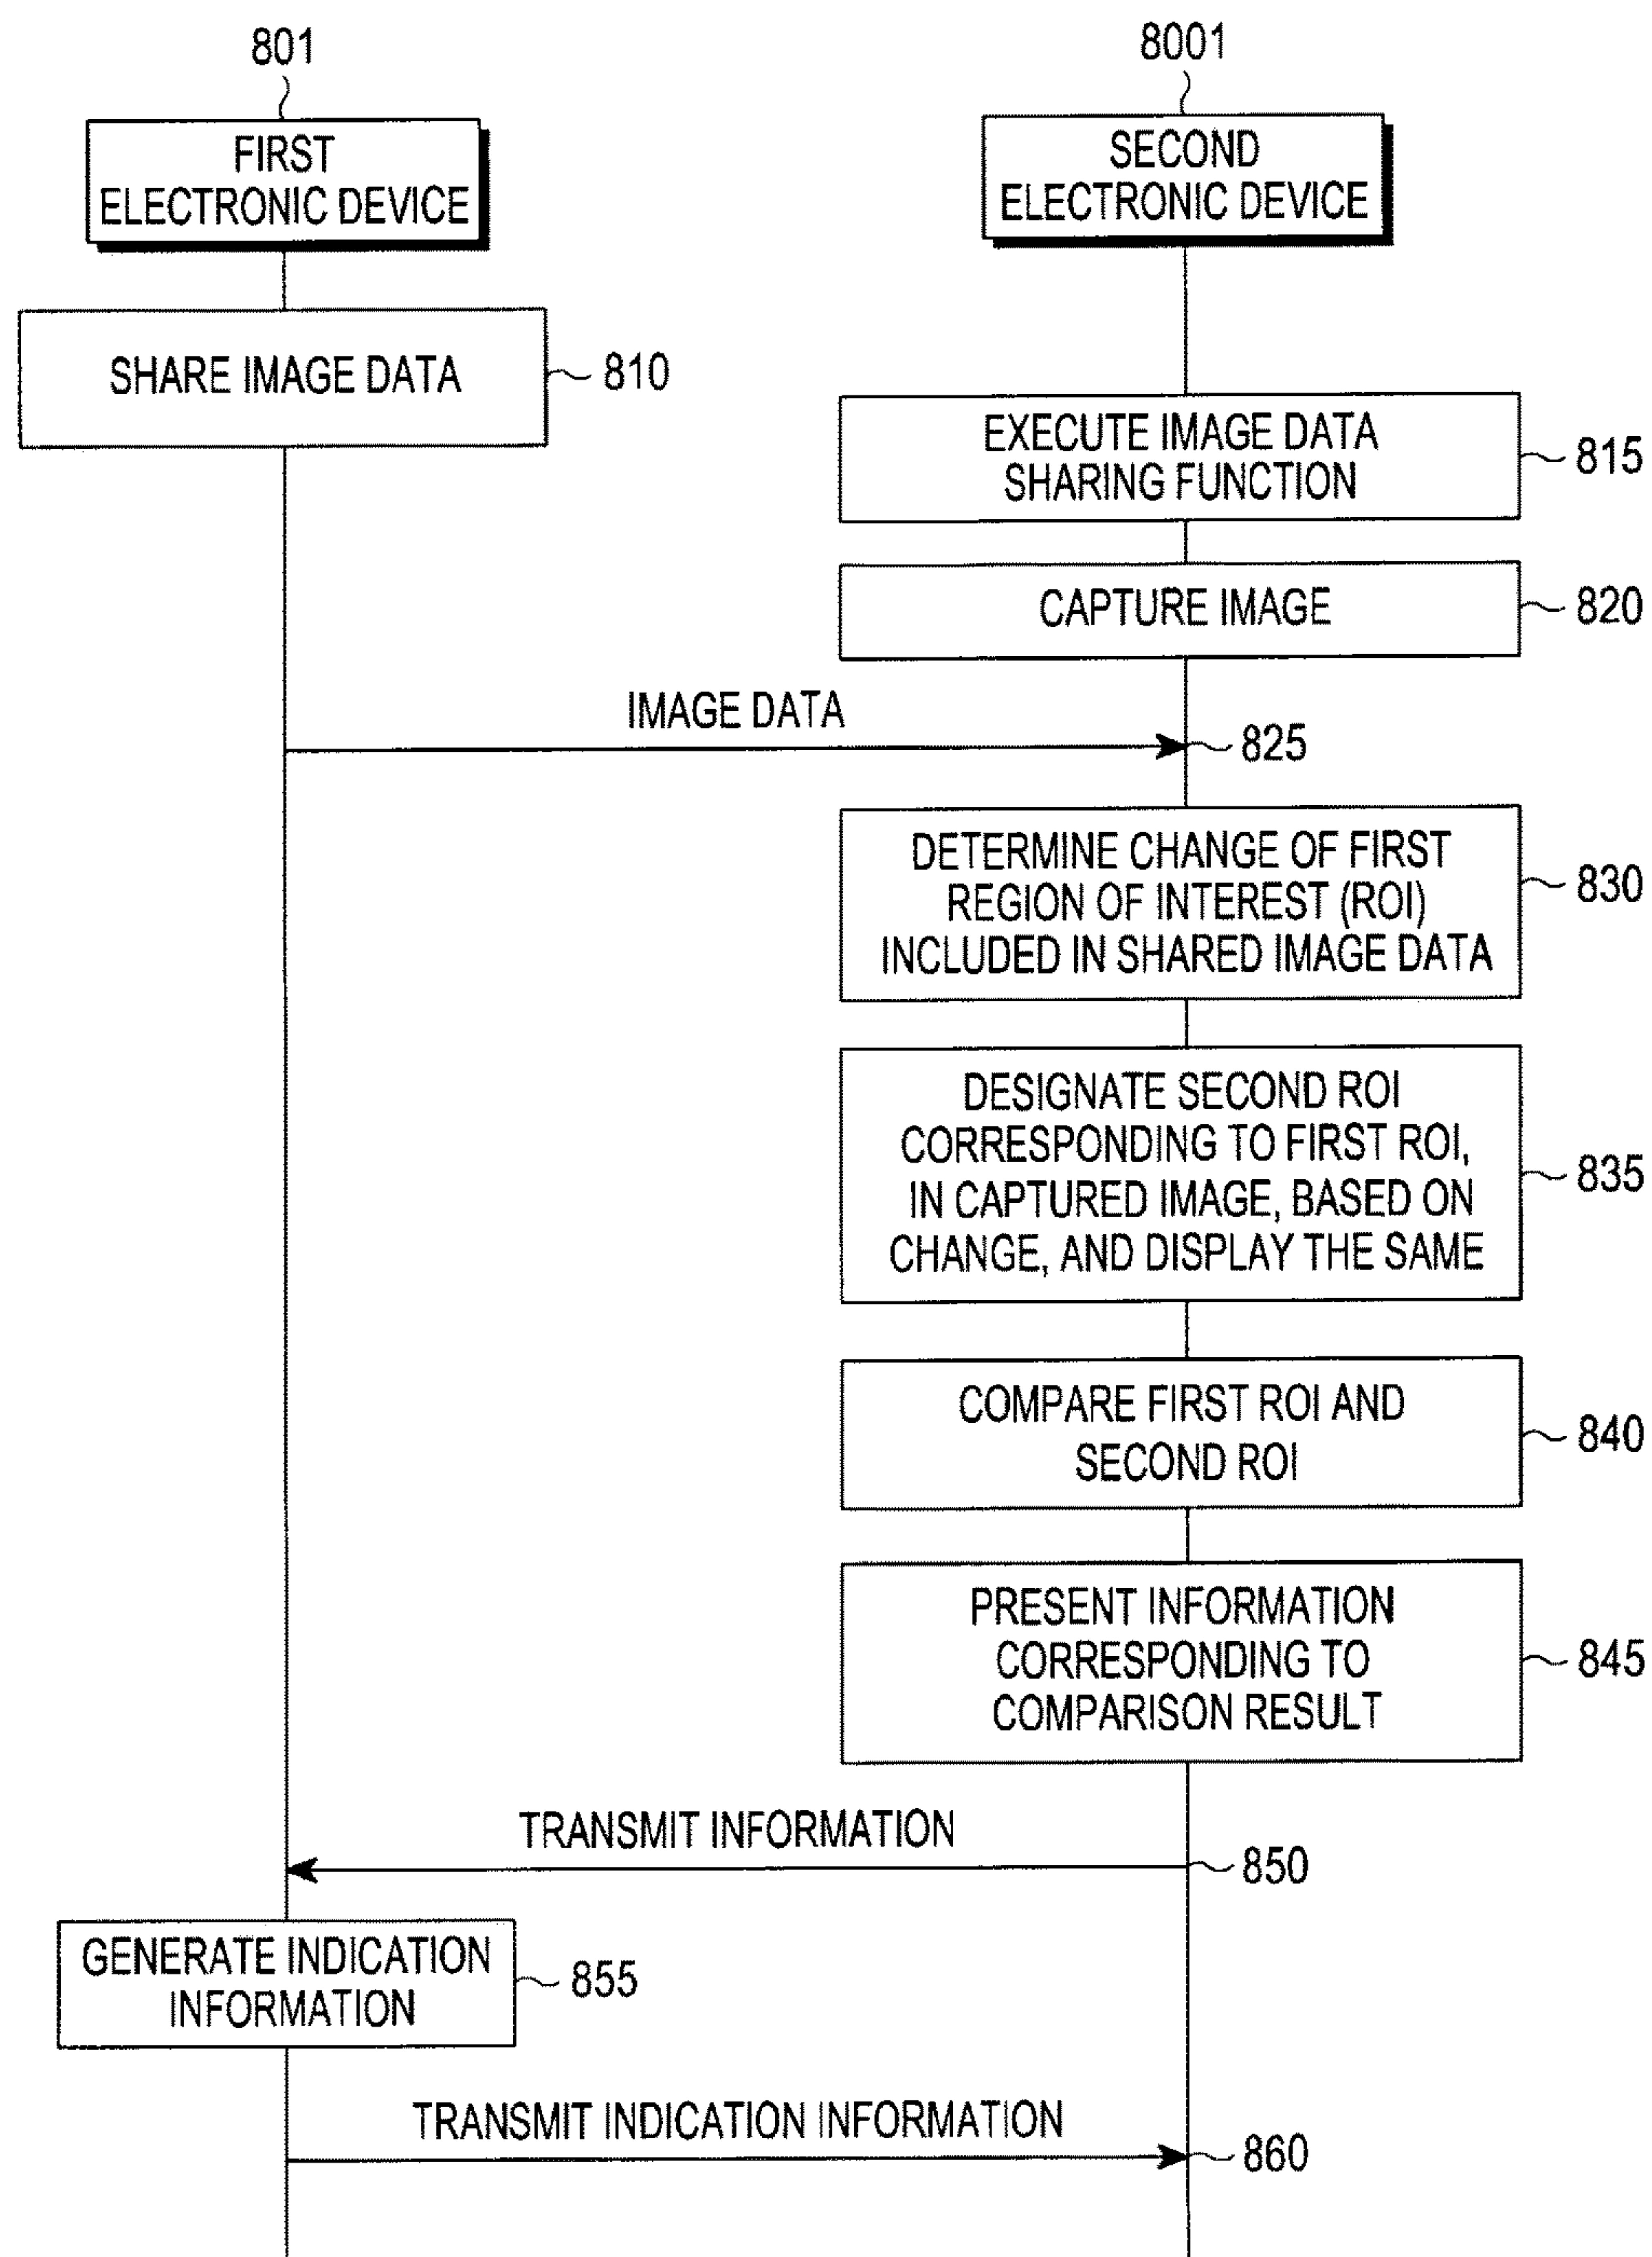 801
8001
FIRST
ELECTRONIC DEVICE
SECOND
ELECTRONIC DEVICE
SHARE IMAGE DATA
810
EXECUTE IMAGE DATA
SHARING FUNCTION
815
CAPTURE IMAGE
820
IMAGE DATA
825
DETERMINE CHANGE OF FIRST
REGION OF INTEREST (ROI)
INCLUDED IN SHARED IMAGE DATA
830
DESIGNATE SECOND ROI
CORRESPONDING TO FIRST ROI,
IN CAPTURED IMAGE, BASED ON
CHANGE, AND DISPLAY THE SAME
835
COMPARE FIRST ROI AND
SECOND ROI
840
PRESENT INFORMATION
CORRESPONDING TO
COMPARISON RESULT
845
TRANSMIT INFORMATION
850
GENERATE INDICATION
INFORMATION
855
TRANSMIT INDICATION INFORMATION
860